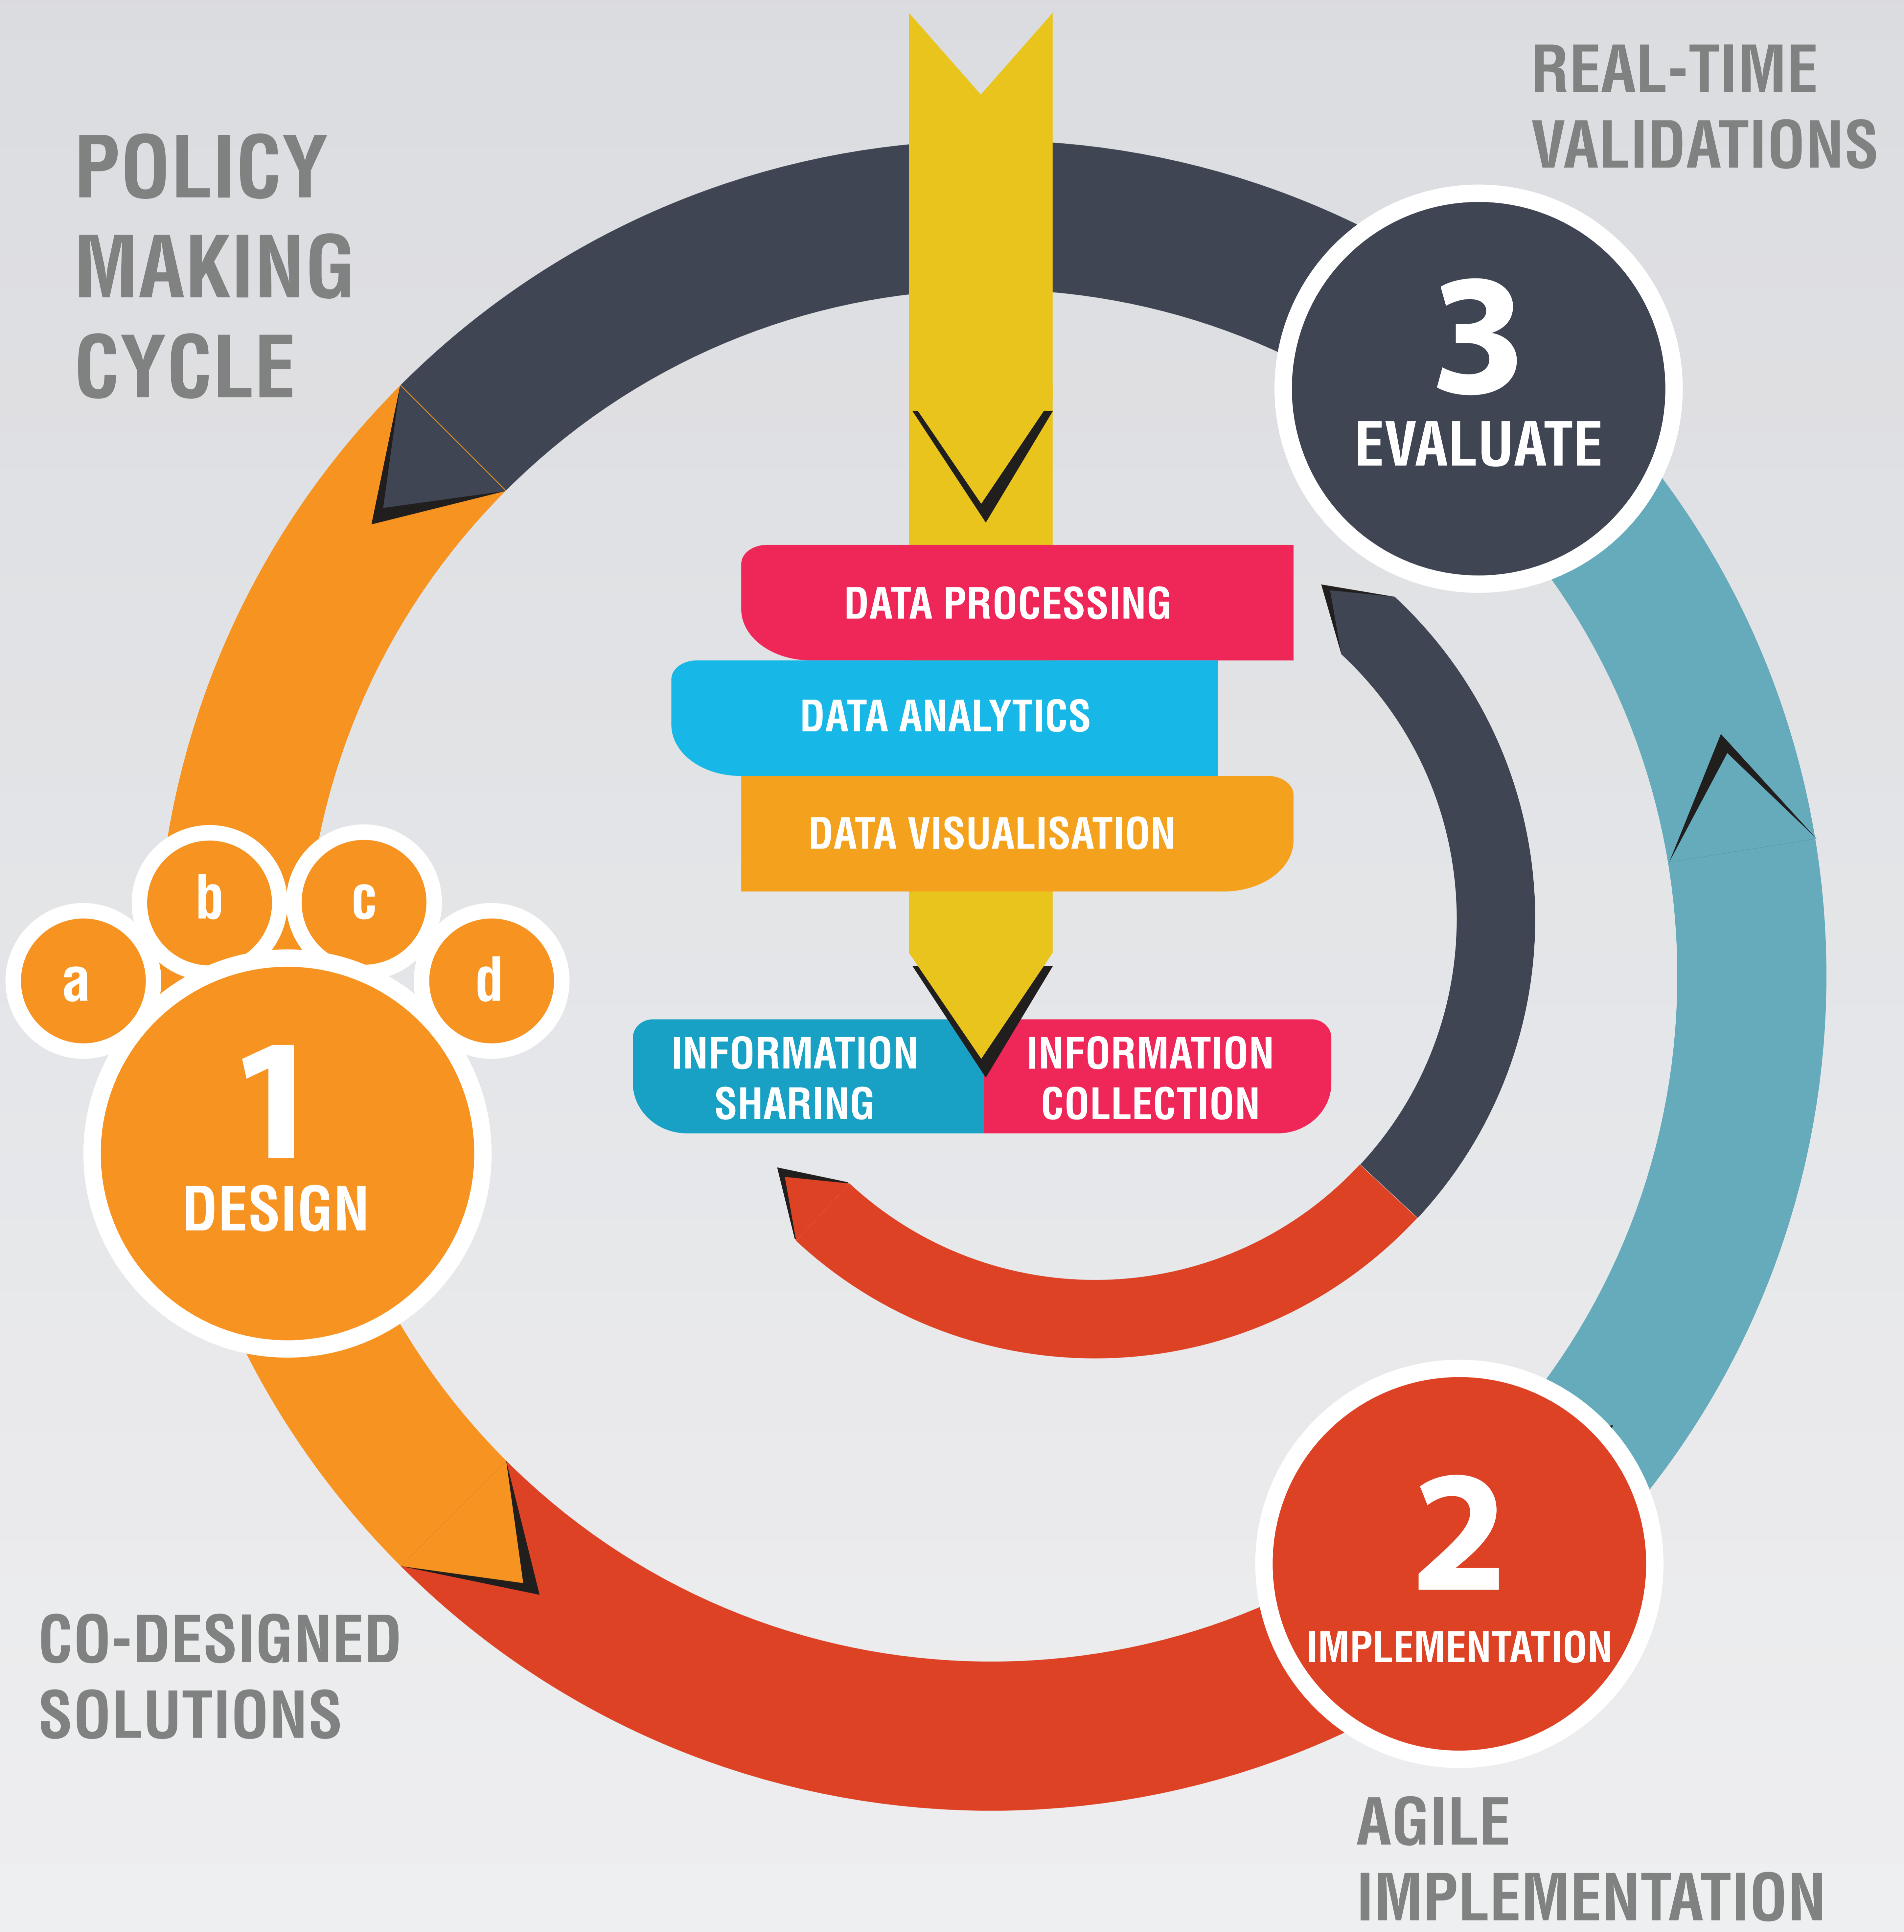 POLICY
MAKING
CYCLE
REAL-TIME
VALIDATIONS
3
EVALUATE
DATA PROCESSING
DATA ANALYTICS
DATA VISUALISATION
a
b
c
d
1
DESIGN
INFORMATION
SHARING
INFORMATION
COLLECTION
2
IMPLEMENTATION
CO-DESIGNED
SOLUTIONS
AGILE
IMPLEMENTATION